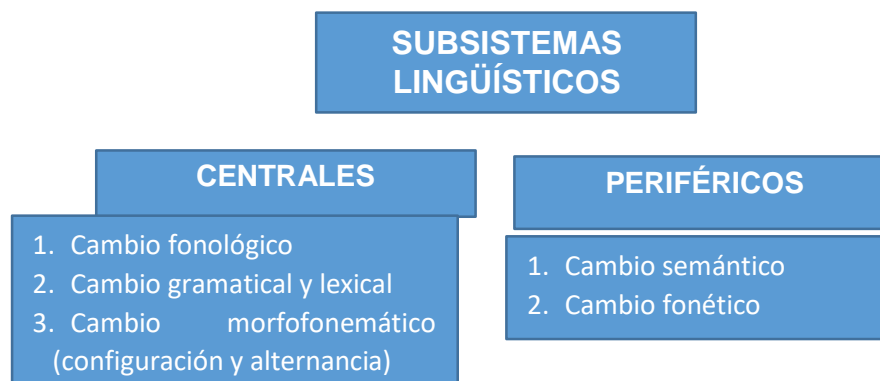 SUBSISTEMAS
LINGÜÍSTICOS
CENTRALES
1. Cambio fonológico
2. Cambio gramatical y lexical
3. Cambio morfofonemático
(configuración y alternancia)
PERIFÉRICOS
1. Cambio semántico
2. Cambio fonético